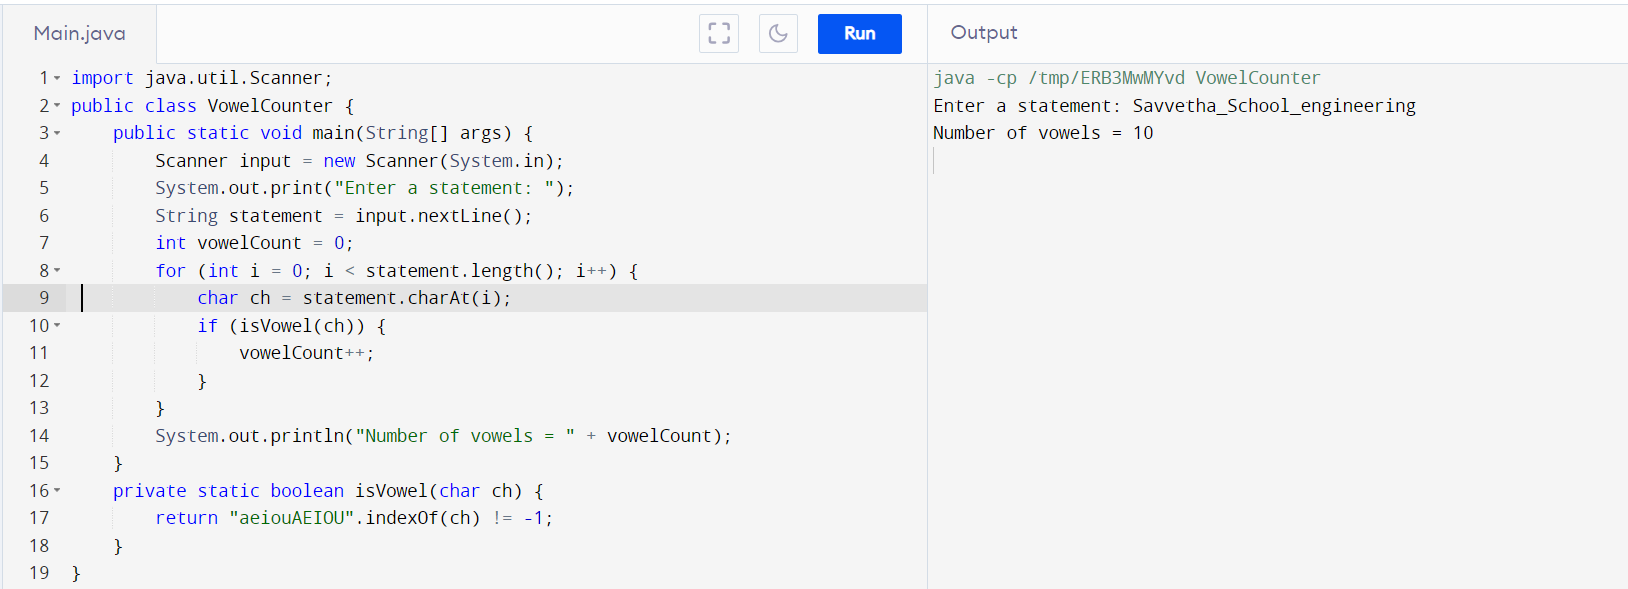 Main.java
Run
Output
1 import java.util.Scanner;
2 public class VowelCounter {
3     public static void main(String[] args) {
4         Scanner input = new Scanner(System.in);
5         System.out.print("Enter a statement: ");
6         String statement = input.nextLine();
7         int vowelCount = 0;
8         for (int i = 0; i < statement.length(); i++) {
9             char ch = statement.charAt(i);
10             if (isVowel(ch)) {
11                 vowelCount++;
12             }
13         }
14         System.out.println("Number of vowels = " + vowelCount);
15     }
16     private static boolean isVowel(char ch) {
17         return "aeiouAEIOU".indexOf(ch) != -1;
18     }
19 }
java -cp /tmp/ERB3MwMYvd VowelCounter
Enter a statement: Savvetha_School_engineering
Number of vowels = 10